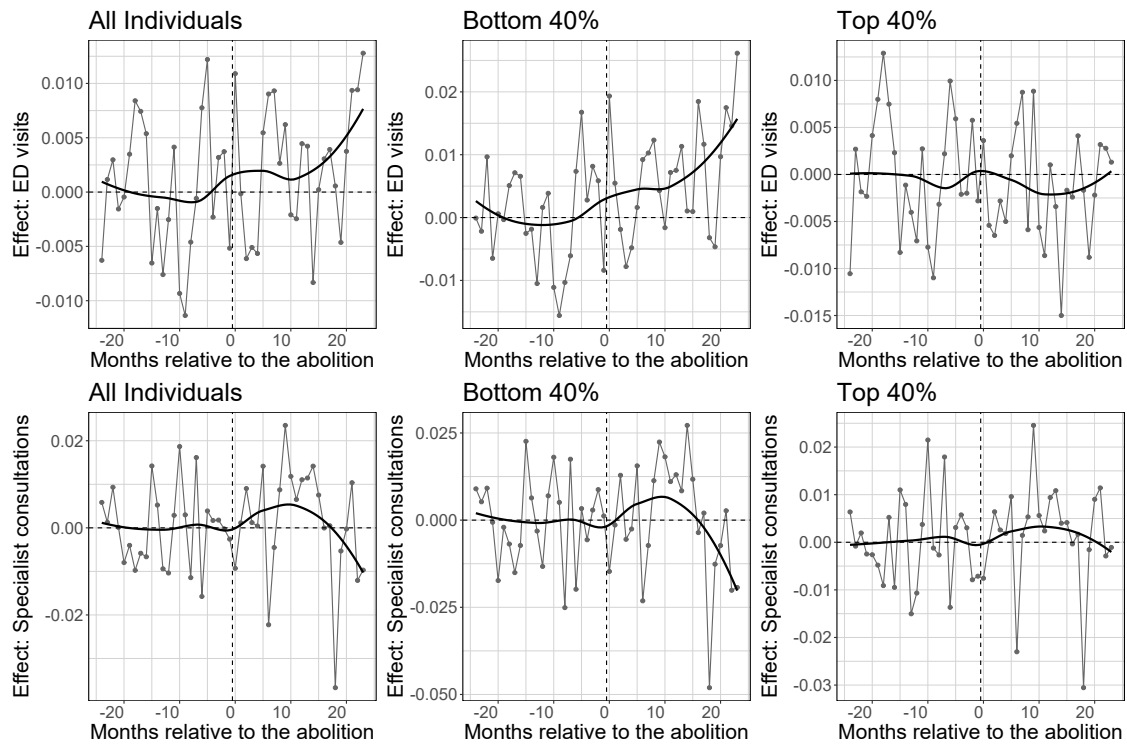 All Individuals
Bottom 40%
Top 40%
Effect: ED visits
0.010
0.005
0.000
-0.005
-0.010
-20 -10 0 10 20
Months relative to the abolition
Effect: ED visits
0.02
0.01
0.00
-0.01
-20 -10 0 10 20
Months relative to the abolition
Effect: ED visits
0.010
0.005
0.000
-0.005
-0.010
-0.015
-20 -10 0 10 20
Months relative to the abolition
All Individuals
Bottom 40%
Top 40%
Effect: Specialist consultations
0.02
0.00
-0.02
-20 -10 0 10 20
Months relative to the abolition
Effect: Specialist consultations
0.025
0.000
-0.025
-0.050
-20 -10 0 10 20
Months relative to the abolition
Effect: Specialist consultations
0.02
0.01
0.00
-0.01
-0.02
-0.03
-20 -10 0 10 20
Months relative to the abolition